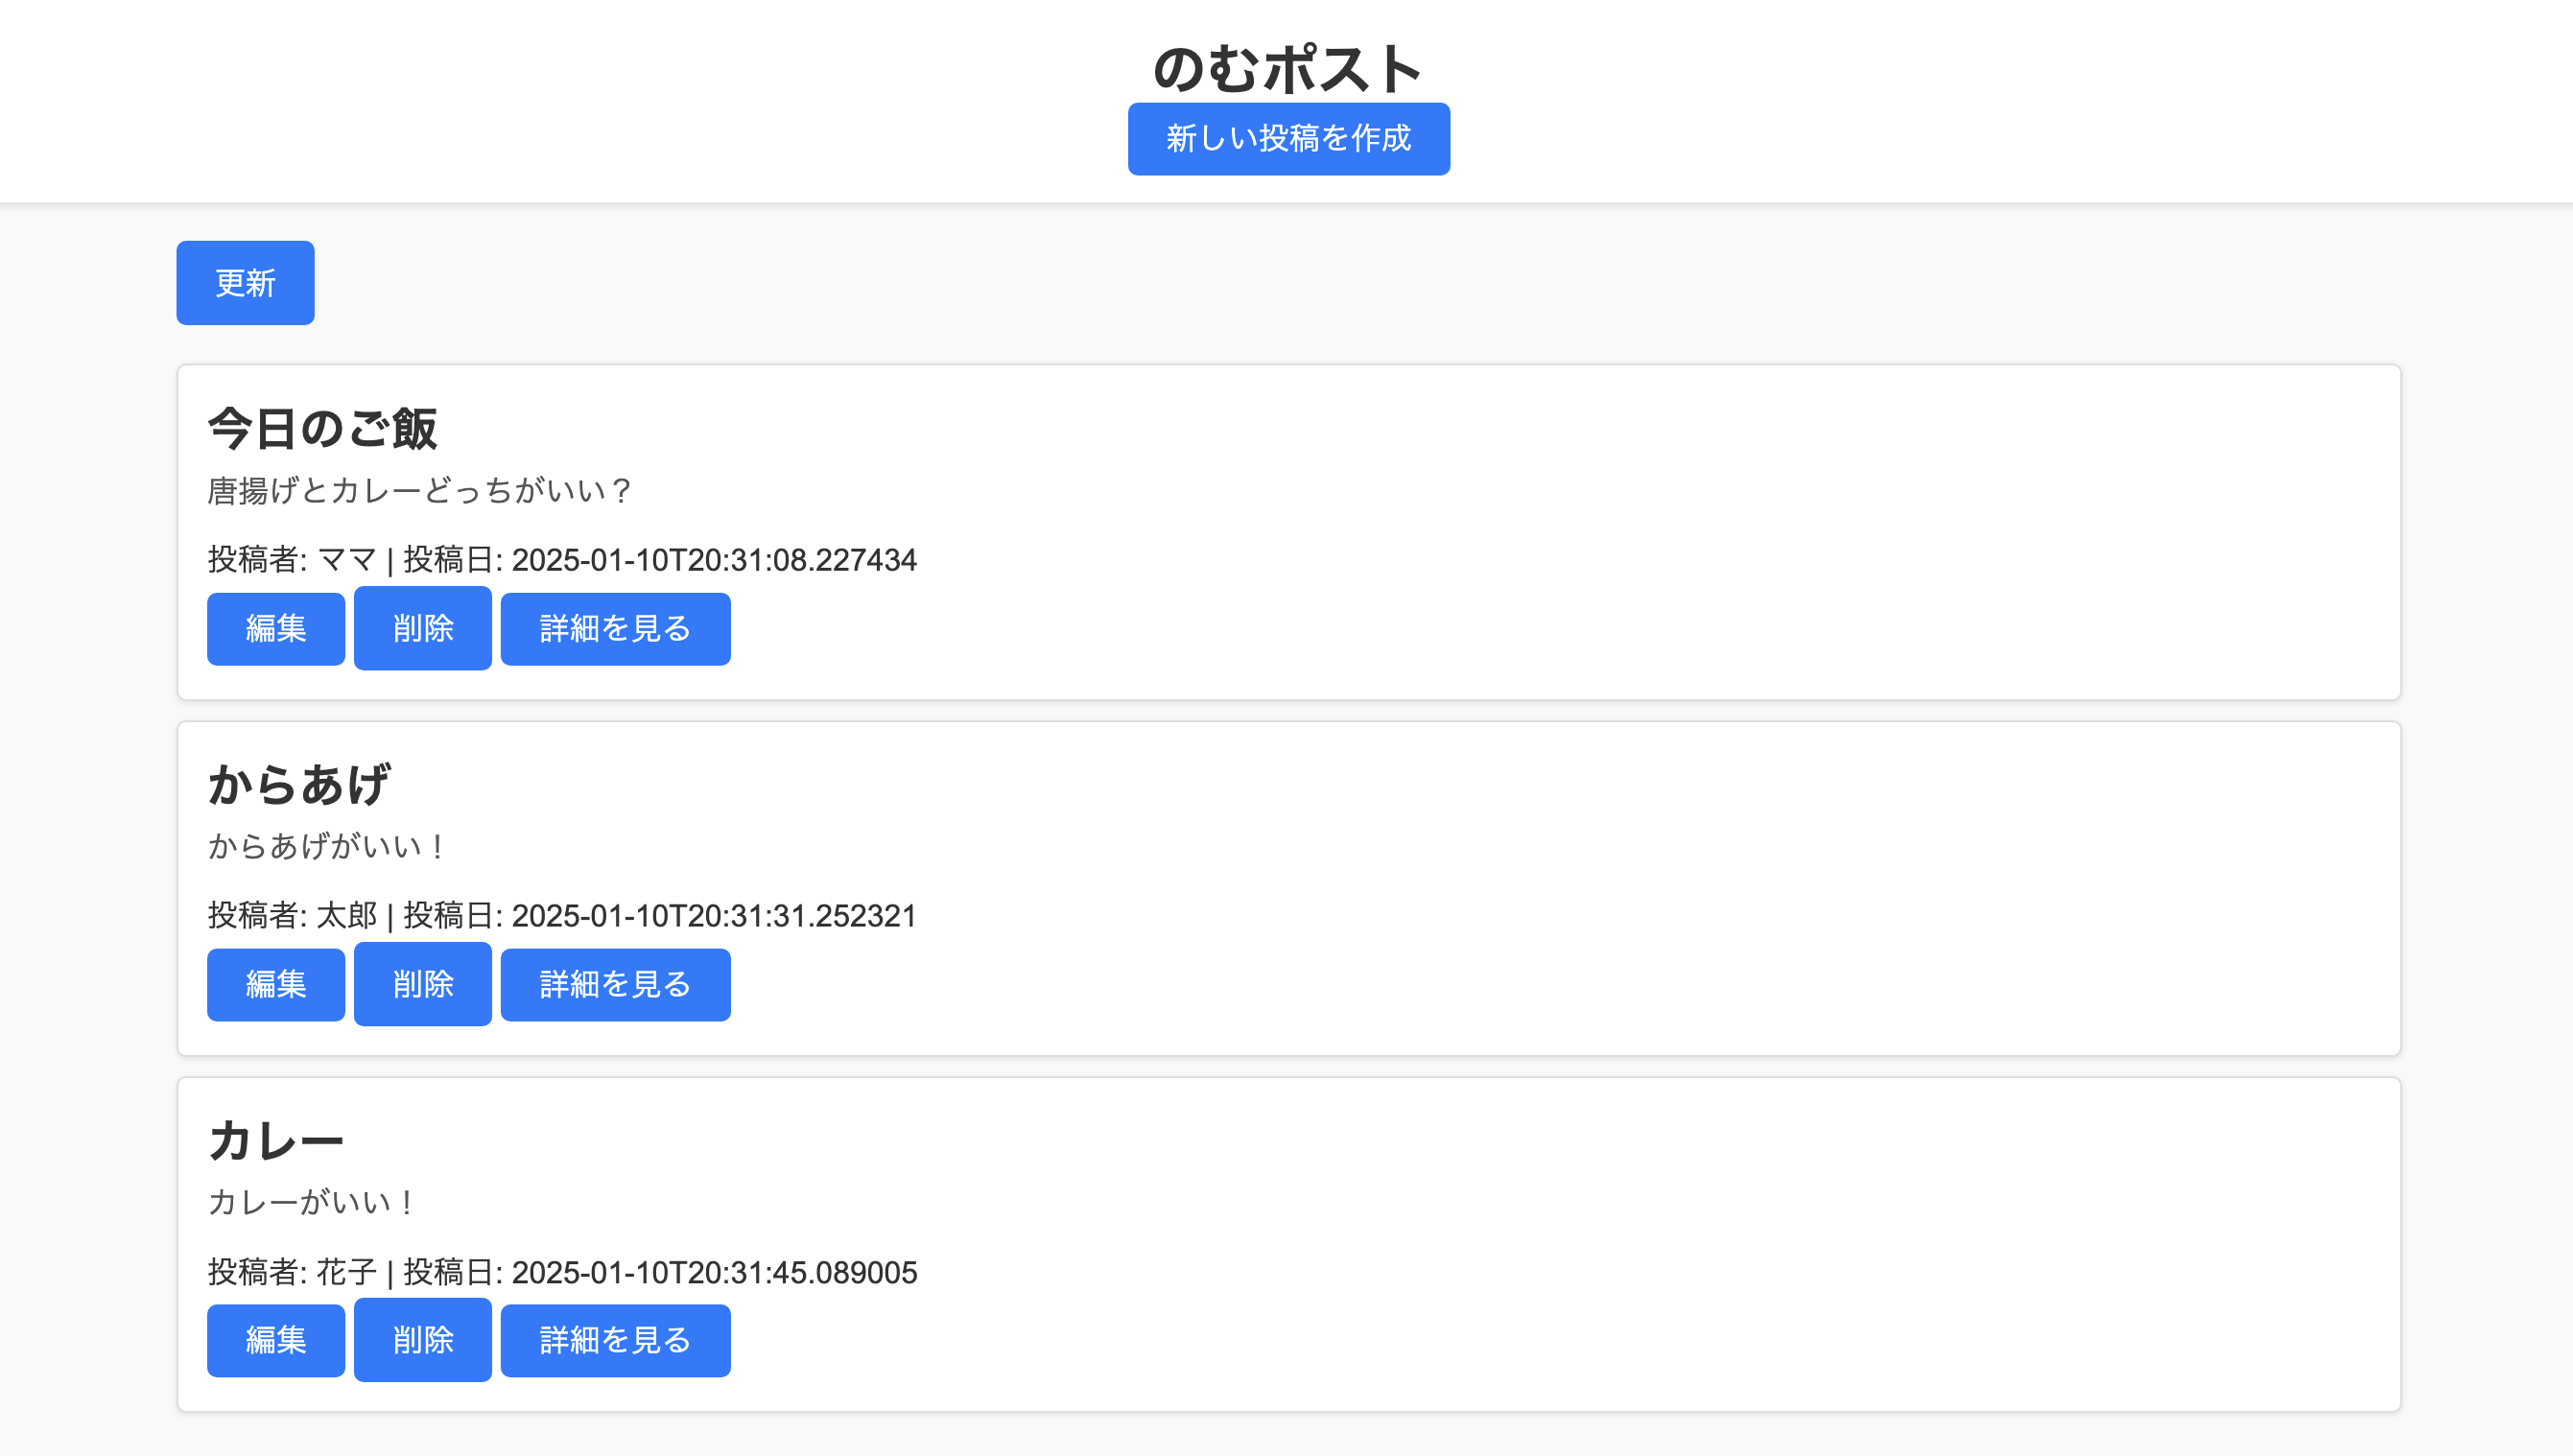 のむポスト
新しい投稿を作成
更新
今日のご飯
唐揚げとカレーどっちがいい？
投稿者: ママ | 投稿日: 2025-01-10T20:31:08.227434
編集 削除 詳細を見る
からあげ
からあげがいい！
投稿者: 太郎 | 投稿日: 2025-01-10T20:31:31.252321
編集 削除 詳細を見る
カレー
カレーがいい！
投稿者: 花子 | 投稿日: 2025-01-10T20:31:45.089005
編集 削除 詳細を見る